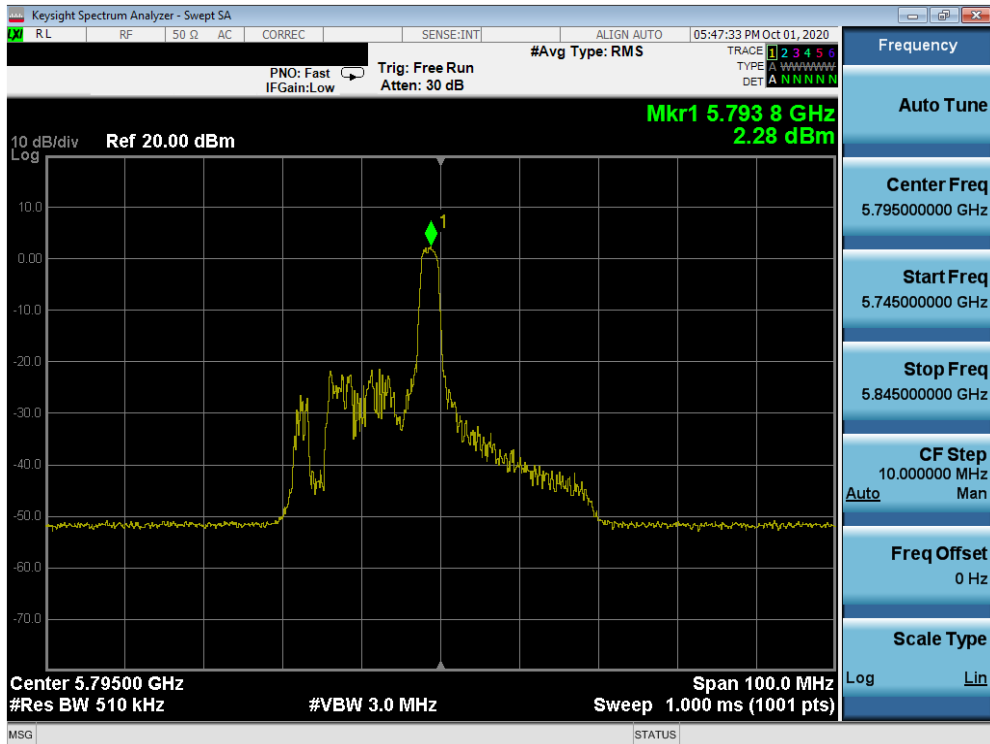 Keysight Spectrum Analyzer - Swept SA
LXI RL RF 50 Ω AC CORREC SENSE:INT ALIGN AUTO 05:47:33 PM Oct 01, 2020
#Avg Type: RMS
TRACE 1 2 3 4 5 6
PNO: Fast Trig: Free Run TYPE A WWWWW
IFGain:Low Atten: 30 dB DET A N N N N N
Mkr1 5.793 8 GHz
2.28 dBm
10 dB/div Ref 20.00 dBm
Log
10.0
1
0.00
-10.0
-20.0
-30.0
-40.0
-50.0
-60.0
-70.0
Center 5.79500 GHz Span 100.0 MHz
#Res BW 510 kHz #VBW 3.0 MHz Sweep 1.000 ms (1001 pts)
MSG STATUS
Frequency
Auto Tune
Center Freq
5.795000000 GHz
Start Freq
5.745000000 GHz
Stop Freq
5.845000000 GHz
CF Step
10.000000 MHz
Auto Man
Freq Offset
0 Hz
Scale Type
Log Lin